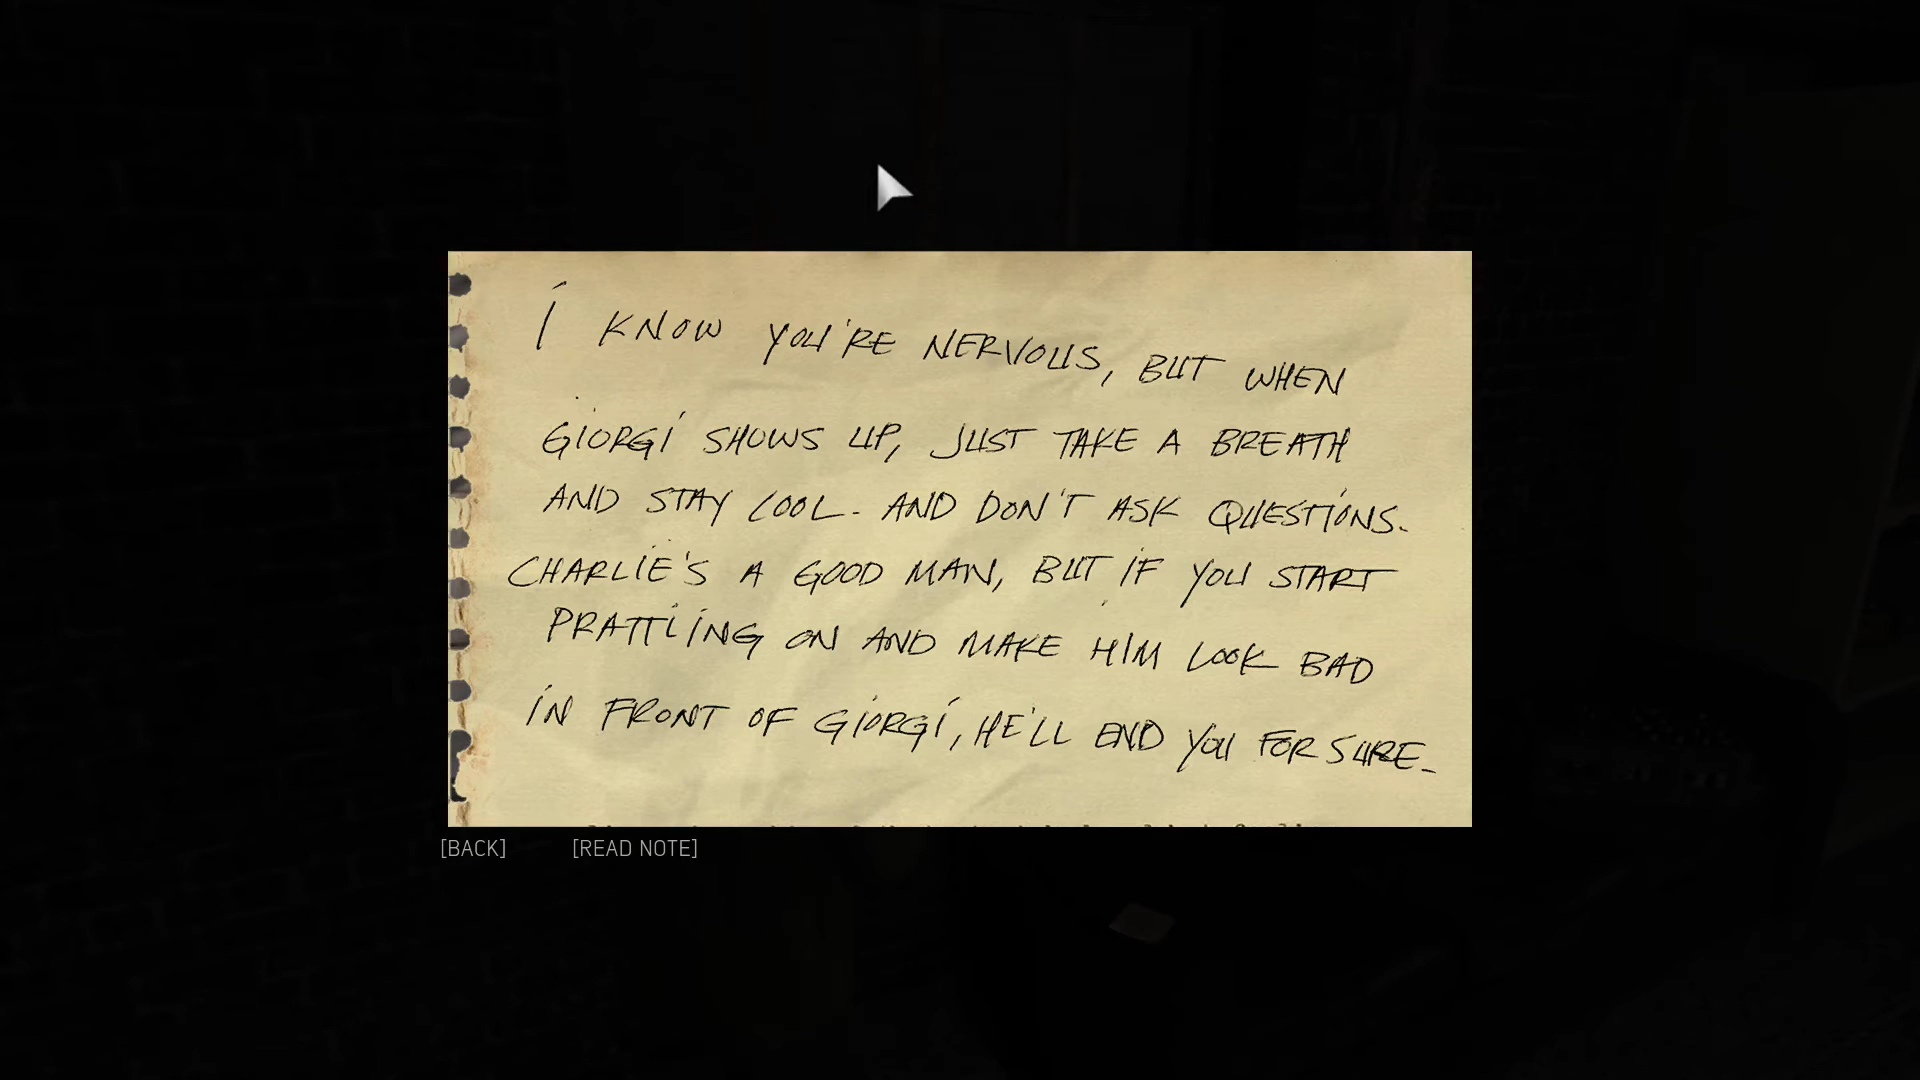 I KNOW YOU'RE NERVOUS, BUT WHEN
GIORGI SHOWS UP, JUST TAKE A BREATH
AND STAY COOL. AND DON'T ASK QUESTIONS.
CHARLIE'S A GOOD MAN, BUT IF YOU START
PRATTLING ON AND MAKE HIM LOOK BAD
IN FRONT OF GIORGI, HE'LL END YOU FOR SURE.
[BACK] [READ NOTE]